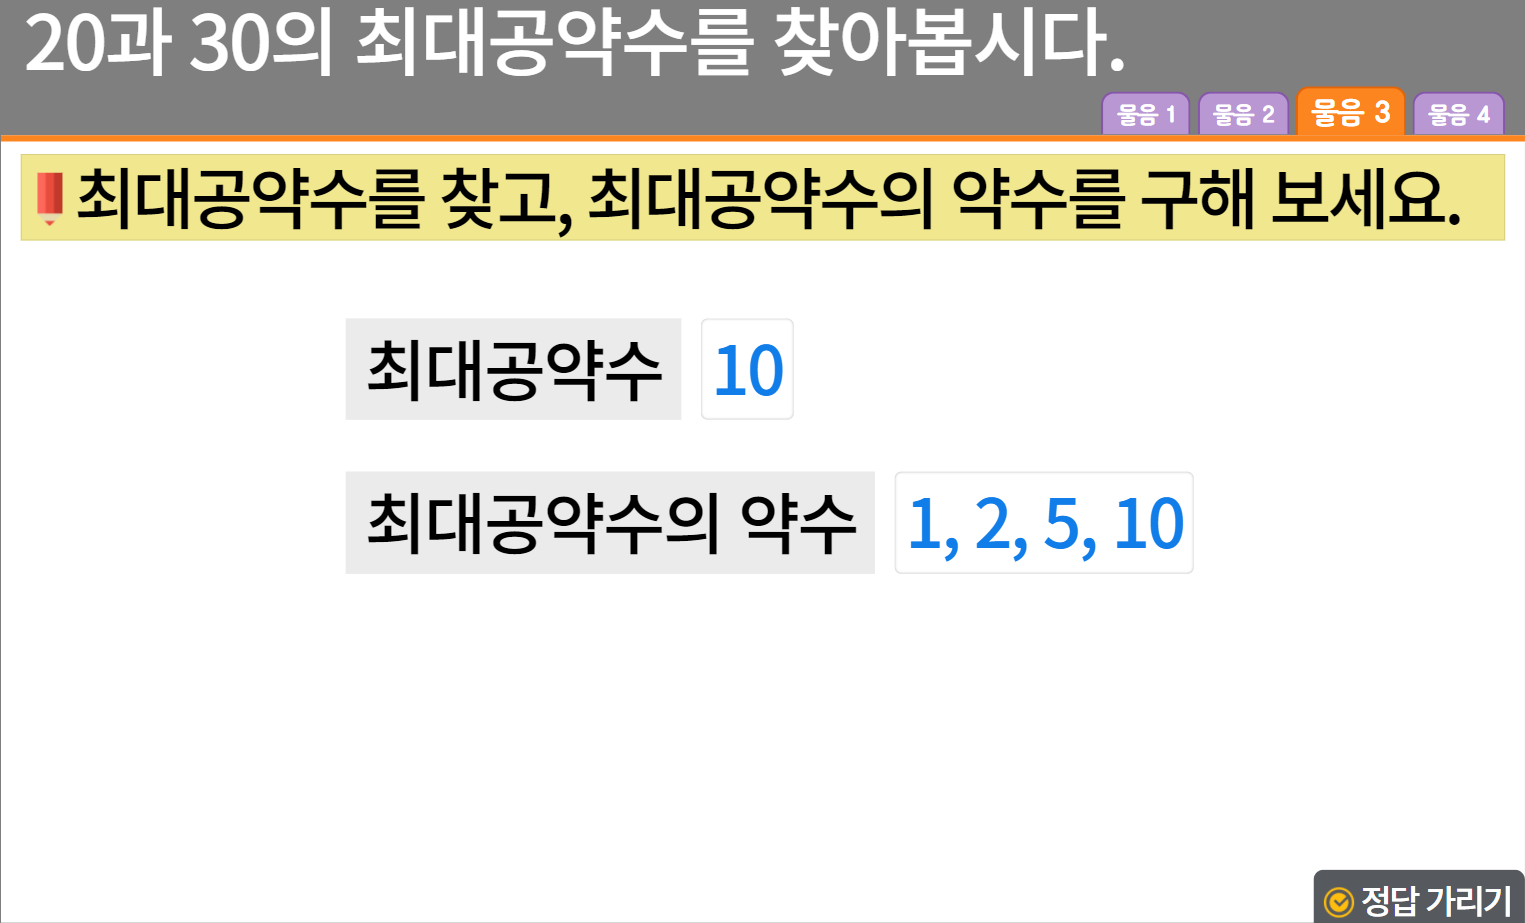 20과 30의 최대공약수를 찾아봅시다.
물음 1 물음 2 물음 3 물음 4
최대공약수를 찾고, 최대공약수의 약수를 구해 보세요.
최대공약수 10
최대공약수의 약수 1, 2, 5, 10
정답 가리기